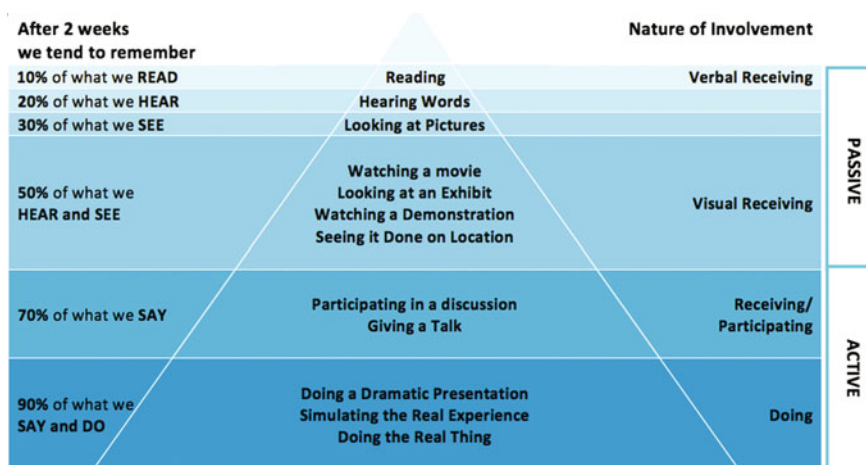 After 2 weeks
we tend to remember
Nature of Involvement
10% of what we READ
Reading
Verbal Receiving
20% of what we HEAR
Hearing Words
30% of what we SEE
Looking at Pictures
50% of what we
HEAR and SEE
Watching a movie
Looking at an Exhibit
Watching a Demonstration
Seeing it Done on Location
Visual Receiving
PASSIVE
70% of what we SAY
Participating in a discussion
Giving a Talk
Receiving/
Participating
90% of what we
SAY and DO
Doing a Dramatic Presentation
Simulating the Real Experience
Doing the Real Thing
Doing
ACTIVE